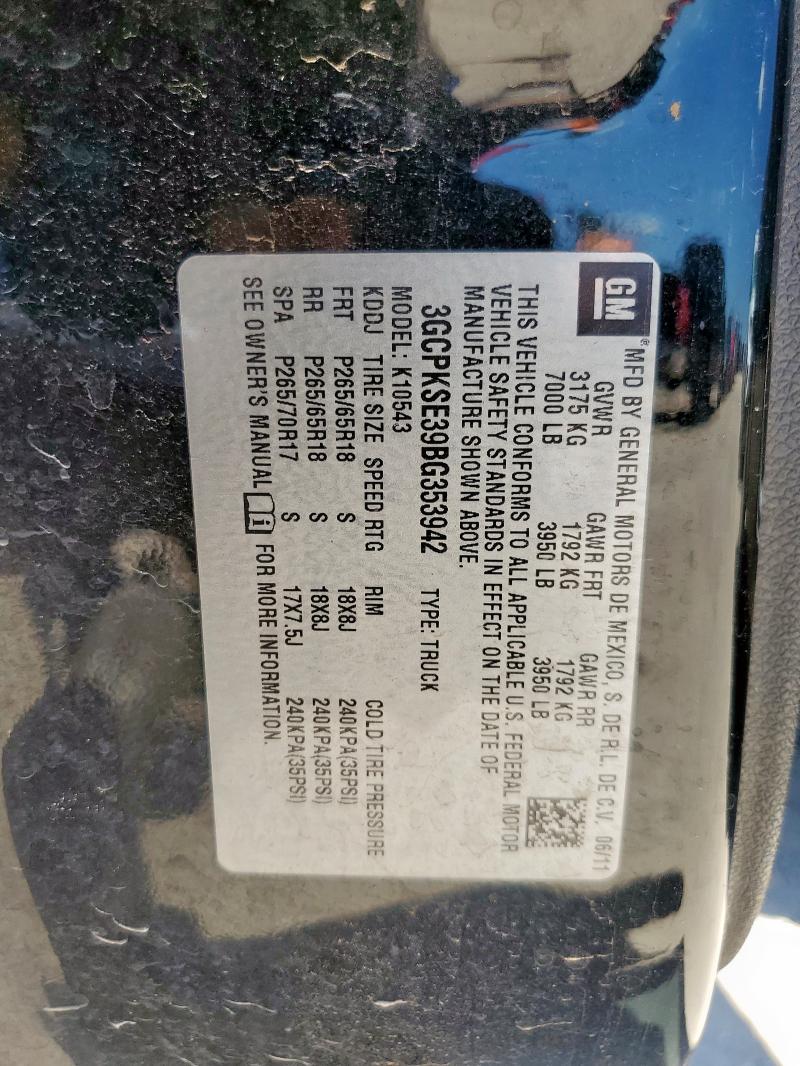 GM
®MFD BY GENERAL MOTORS DE MEXICO, S. DE R.L. DE C.V. 06/11
GVWR GAWR FRT GAWR RR
3175 KG 1792 KG 1792 KG
7000 LB 3950 LB 3950 LB
THIS VEHICLE CONFORMS TO ALL APPLICABLE U.S. FEDERAL MOTOR
VEHICLE SAFETY STANDARDS IN EFFECT ON THE DATE OF
MANUFACTURE SHOWN ABOVE.
3GCPKSE39BG353942 TYPE: TRUCK
MODEL: K10543
KDDJ TIRE SIZE SPEED RTG RIM COLD TIRE PRESSURE
FRT P265/65R18 S 18X8J 240KPA(35PSI)
RR P265/65R18 S 18X8J 240KPA(35PSI)
SPA P265/70R17 S 17X7.5J 240KPA(35PSI)
SEE OWNER'S MANUAL FOR MORE INFORMATION.